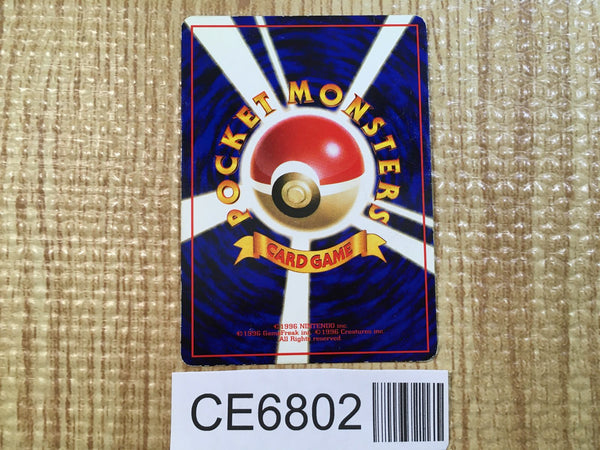 POCKET MONSTERS
CARD GAME
©1996 NINTENDO inc.
©1996 GameFreak inc. ©1996 Creatures inc.
All Rights reserved.
CE6802